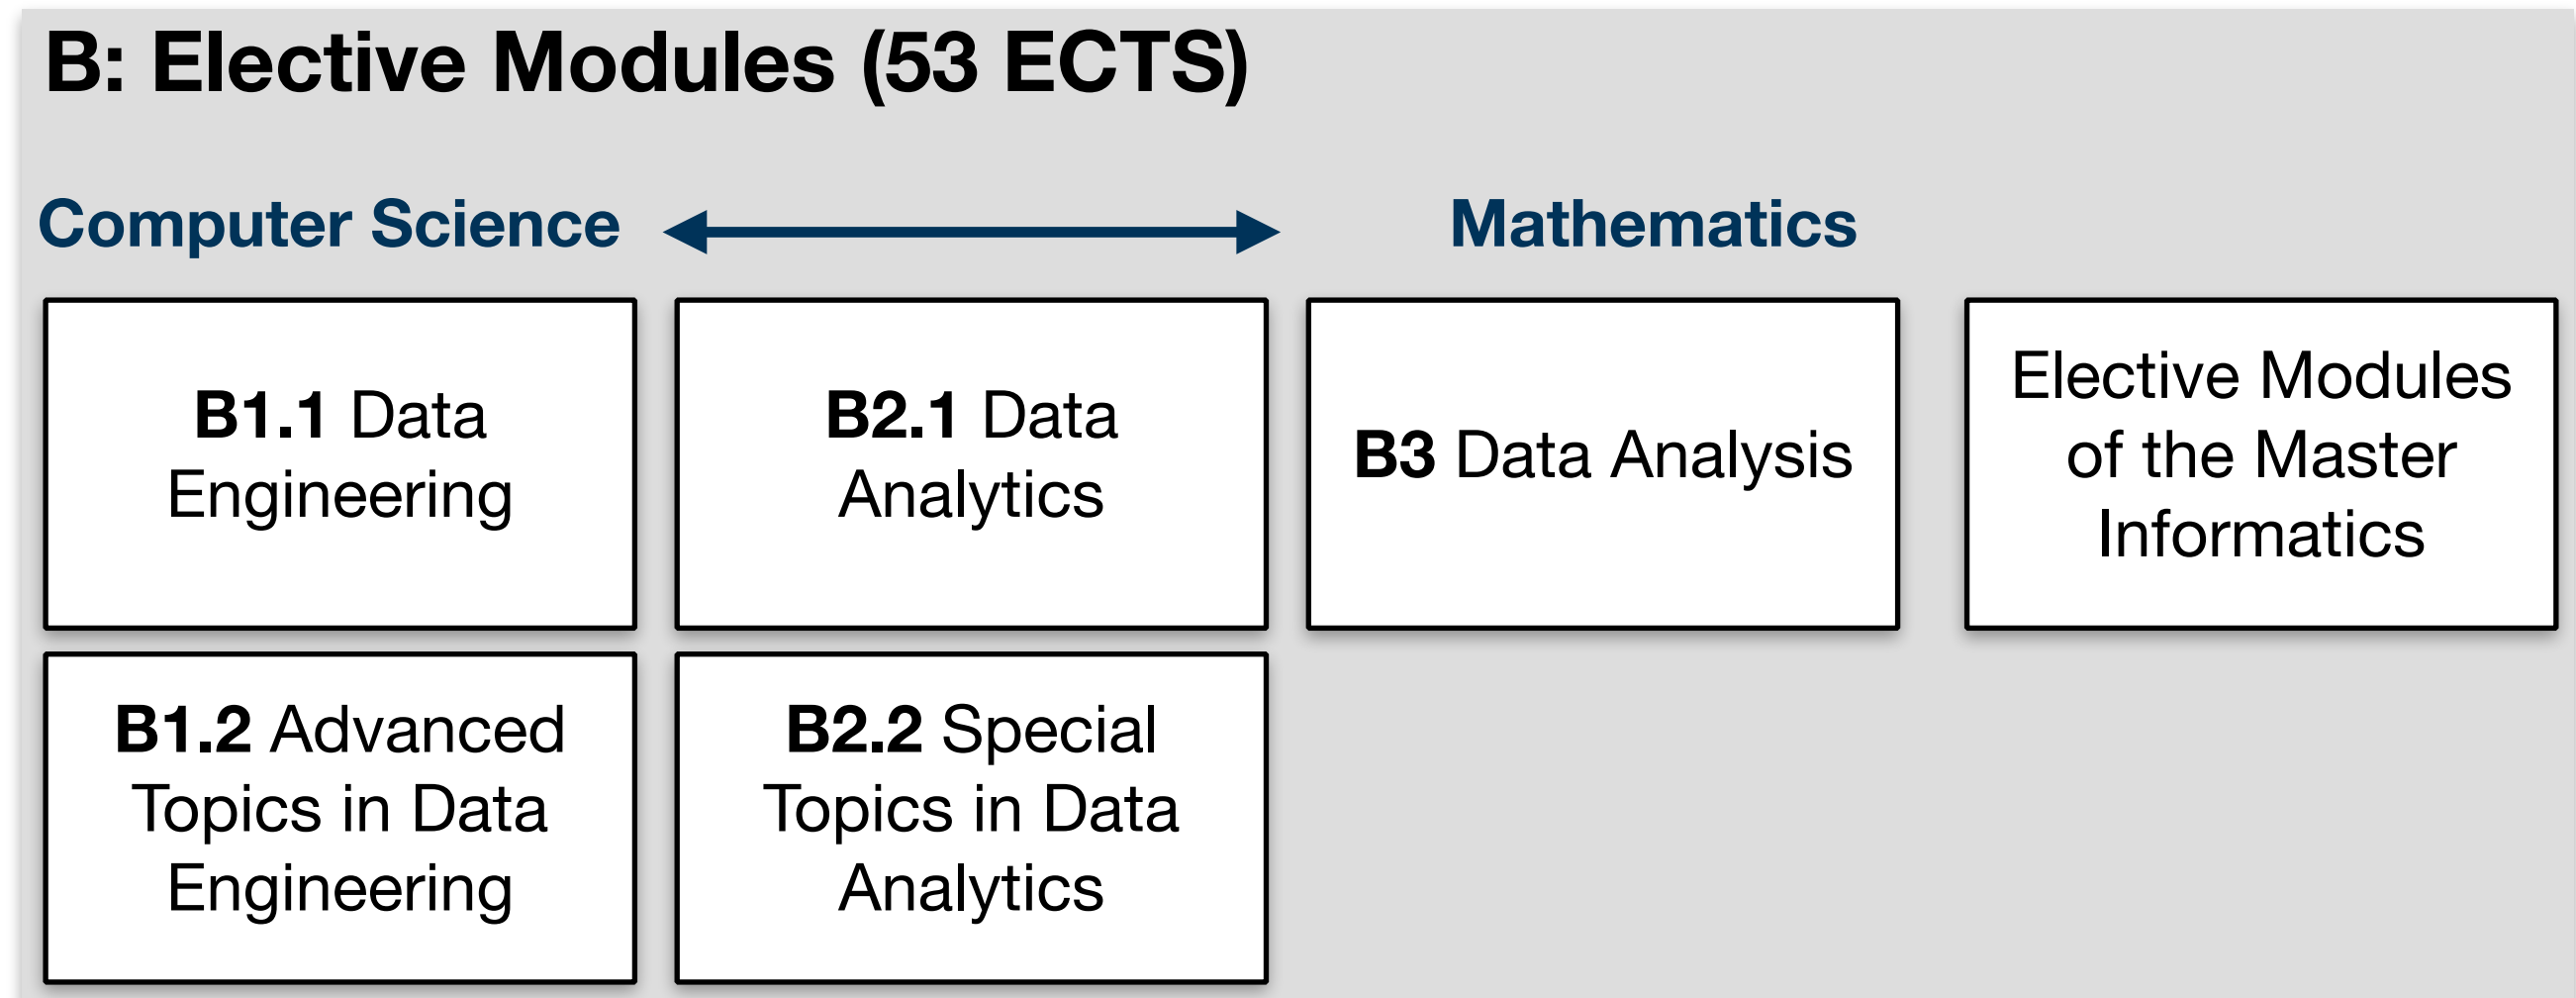 B: Elective Modules (53 ECTS)
Computer Science
Mathematics
B1.1 Data
Engineering
B2.1 Data
Analytics
B3 Data Analysis
Elective Modules
of the Master
Informatics
B1.2 Advanced
Topics in Data
Engineering
B2.2 Special
Topics in Data
Analytics